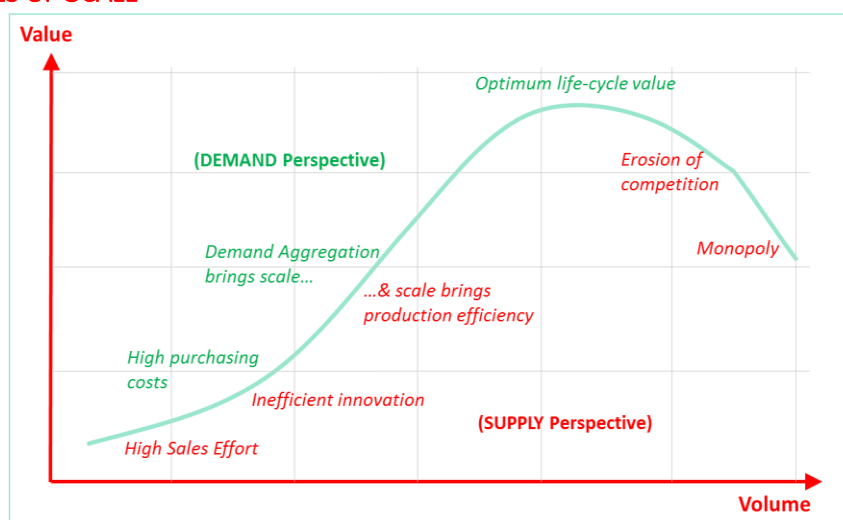 Value
Optimum life-cycle value
(DEMAND Perspective)
Erosion of
competition
Demand Aggregation
brings scale...
Monopoly
...& scale brings
production efficiency
High purchasing
costs
Inefficient innovation
(SUPPLY Perspective)
High Sales Effort
Volume